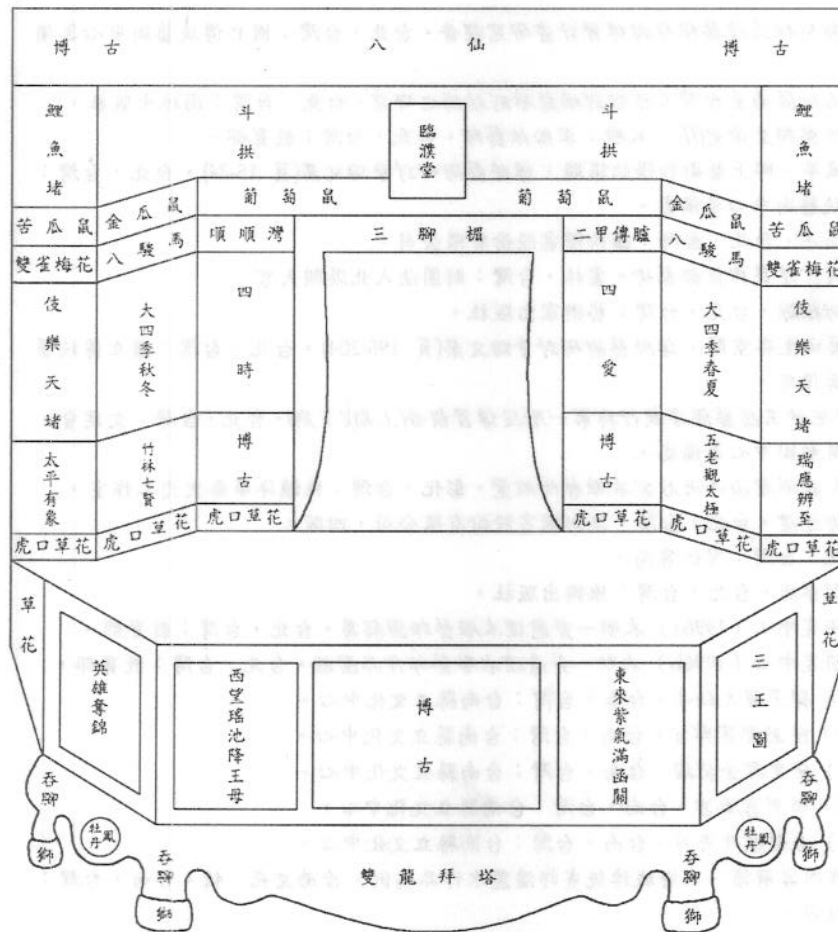 博古 八仙 博古
鯉魚堵
斗拱
臨濮堂
斗拱
鯉魚堵
葡萄鼠
葡萄鼠
金瓜鼠
金瓜鼠
苦瓜鼠
苦瓜鼠
八駿馬
順順灣
三聊楣
二甲傳臚
八駿馬
雙雀梅花
雙雀梅花
伎樂天堵
大四季秋冬
四時博古
四愛博古
大四季春夏
伎樂天堵
太平有象
竹林七賢
五老觀太極
瑞應辨至
虎口草花
虎口草花
虎口草花
虎口草花
虎口草花
虎口草花
草花
英雄奪錦
西望瑤池降王母
博古
東來紫氣滿函關
三王圖
草花
吞聊
獅
牡丹
鳳
吞聊
獅
雙龍拜塔
吞聊
獅
牡丹
鳳
吞聊
獅